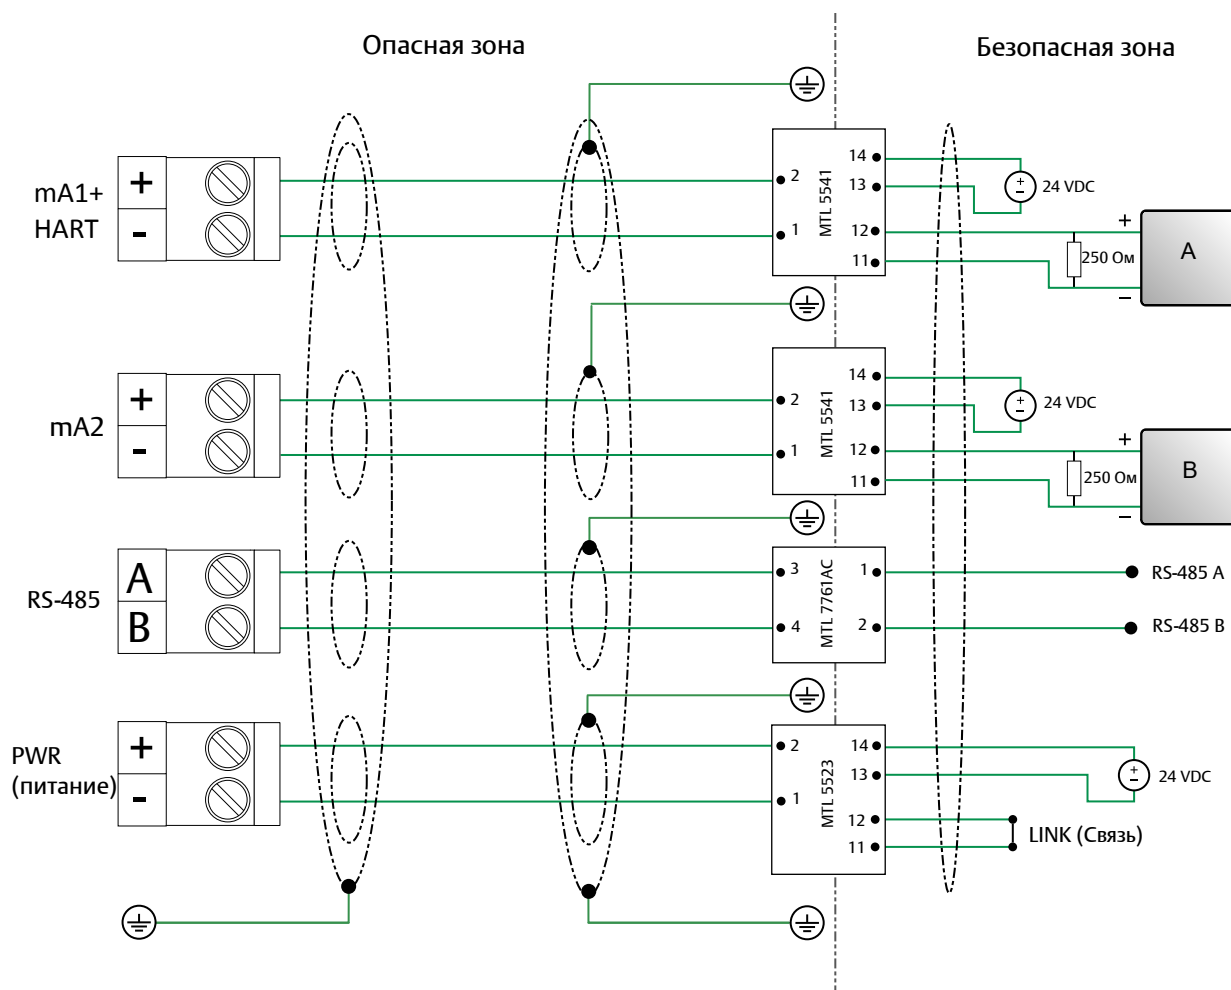 Опасная зона
Безопасная зона
mA1+
HART
+
-
2
1
MTL 5541
14
13
12
11
+
-
24 VDC
+
250 Ом
–
A
mA2
+
-
2
1
MTL 5541
14
13
12
11
+
-
24 VDC
+
250 Ом
–
B
RS-485
A
B
3
4
MTL 7761AC
1
2
RS-485 A
RS-485 B
PWR
(питание)
+
-
2
1
MTL 5523
14
13
12
11
+
-
24 VDC
LINK (Связь)